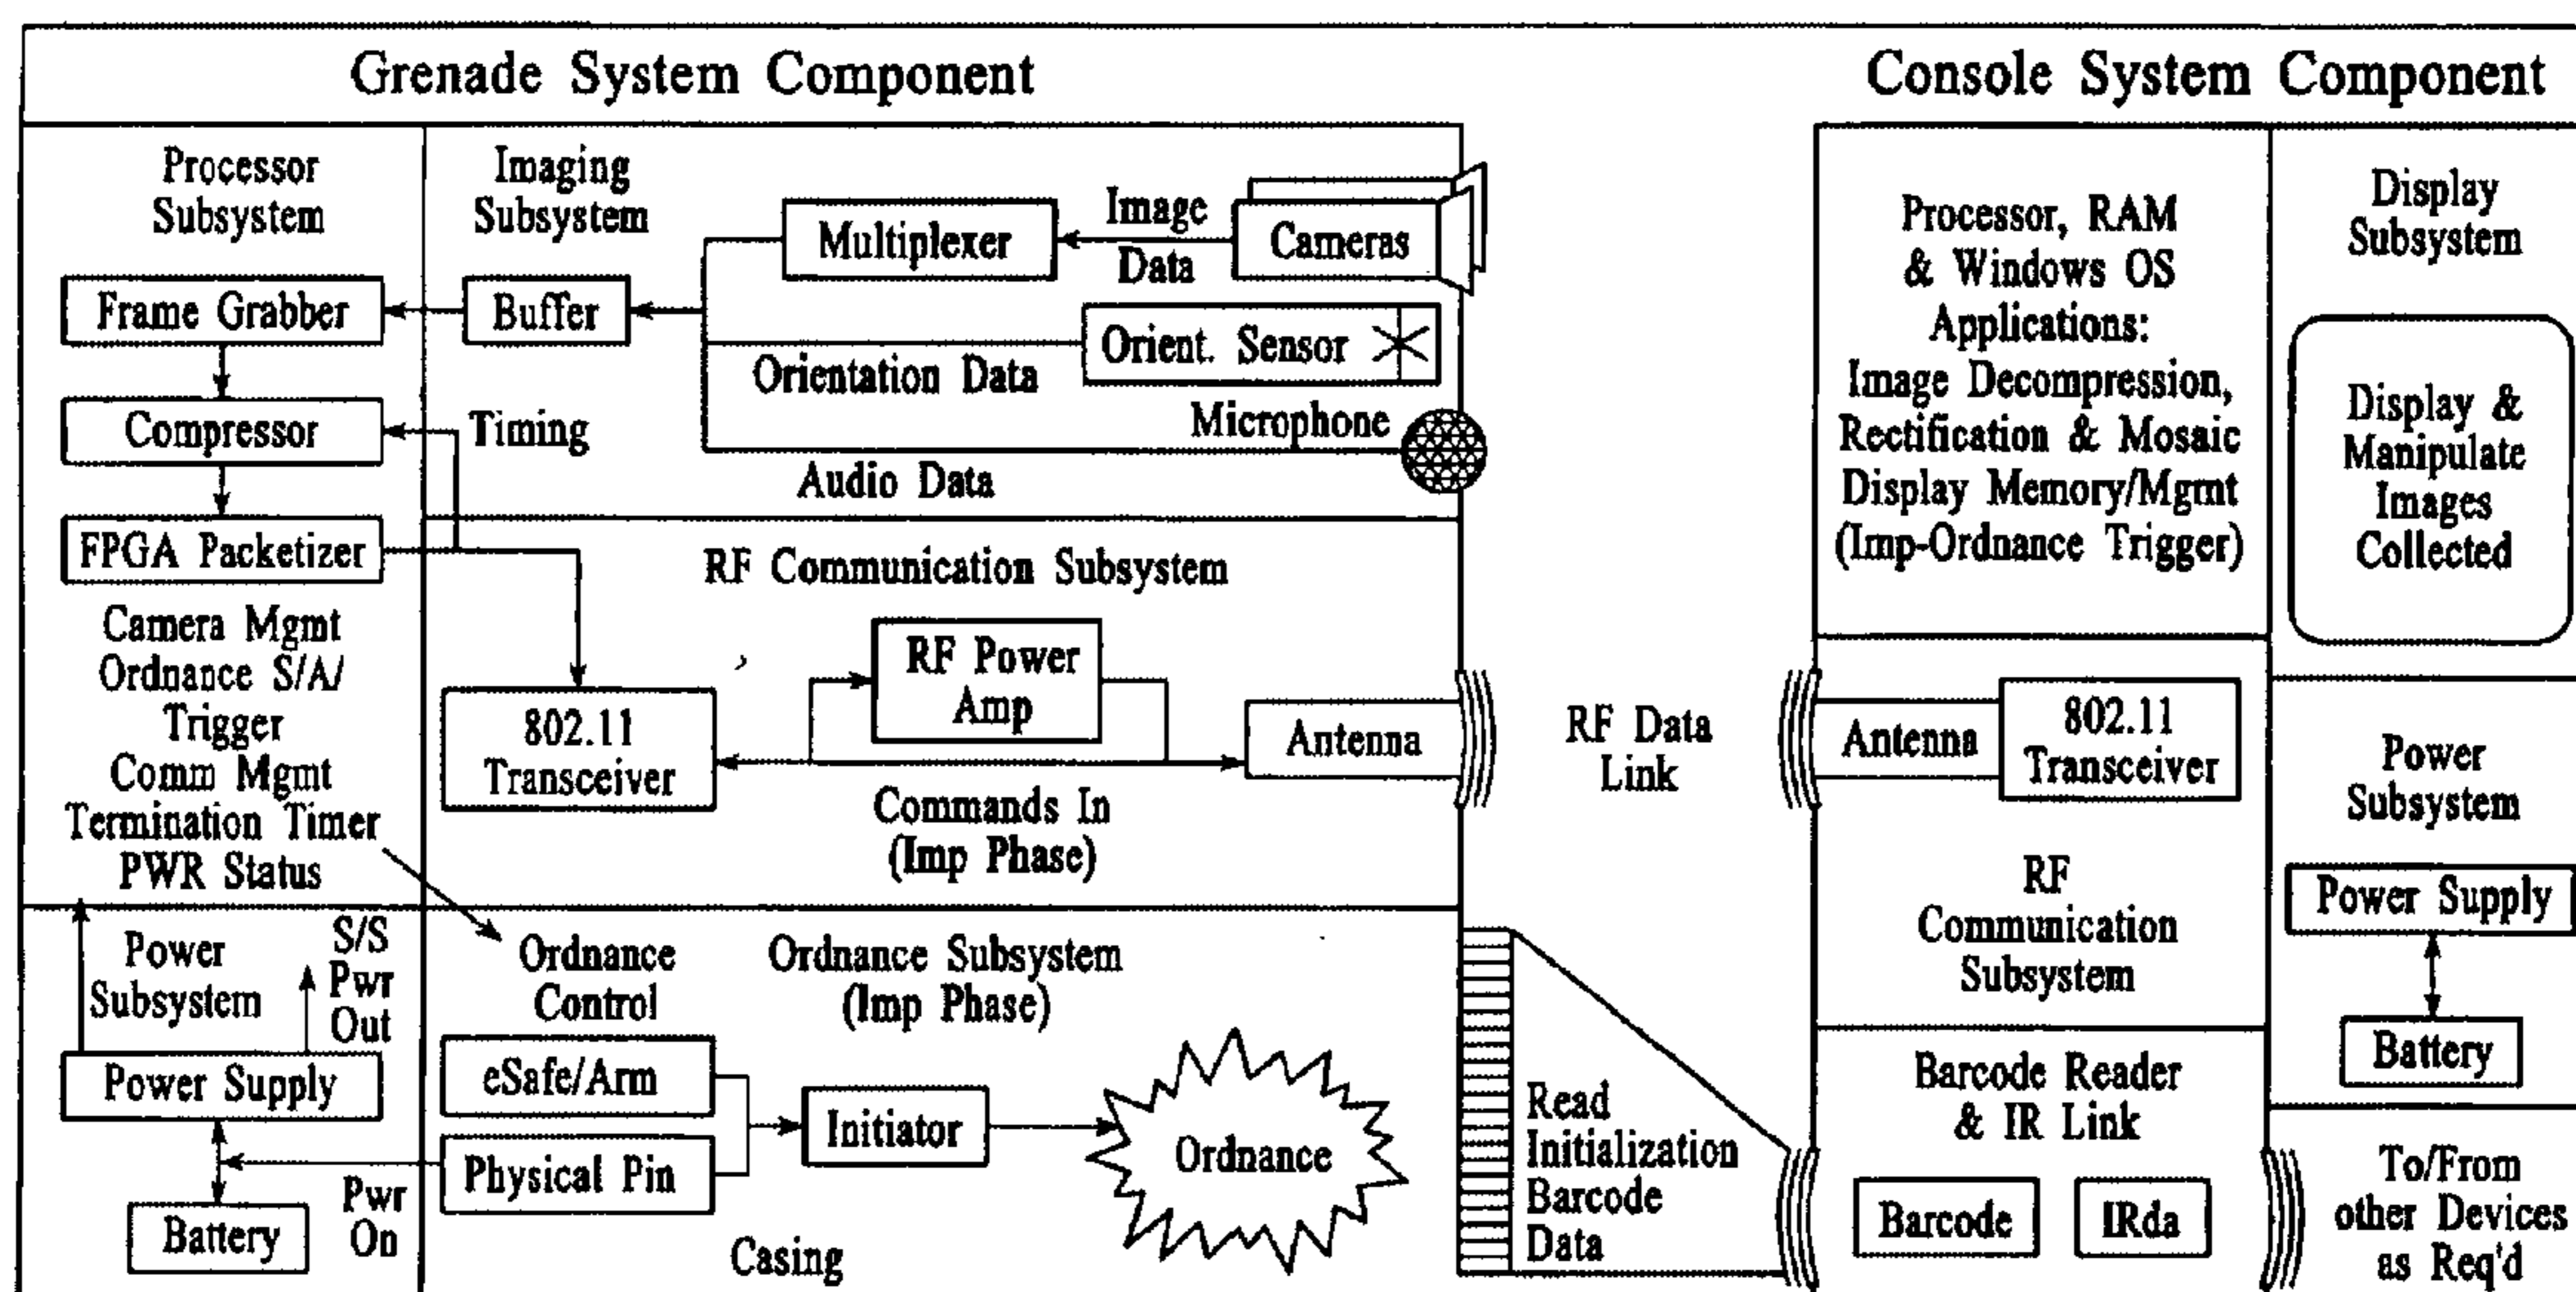 Grenade System Component
Console System Component
Processor
Subsystem
Frame Grabber
Compressor
FPGA Packetizer
Camera Mgmt
Ordnance S/A/
Trigger
Comm Mgmt
Termination Timer
PWR Status
Imaging
Subsystem
Buffer
Multiplexer
Image
Data
Cameras
Orient. Sensor
Orientation Data
Microphone
Audio Data
Timing
RF Communication Subsystem
802.11
Transceiver
RF Power
Amp
Antenna
Commands In
(Imp Phase)
Power
Subsystem
S/S
Pwr
Out
Power Supply
Battery
Pwr
On
Ordnance
Control
Ordnance Subsystem
(Imp Phase)
eSafe/Arm
Physical Pin
Initiator
Ordnance
Casing
RF Data
Link
Read
Initialization
Barcode
Data
Processor, RAM
& Windows OS
Applications:
Image Decompression,
Rectification & Mosaic
Display Memory/Mgmt
(Imp-Ordnance Trigger)
Antenna
802.11
Transceiver
RF
Communication
Subsystem
Barcode Reader
& IR Link
Barcode
IRda
Display
Subsystem
Display &
Manipulate
Images
Collected
Power
Subsystem
Power Supply
Battery
To/From
other Devices
as Req'd